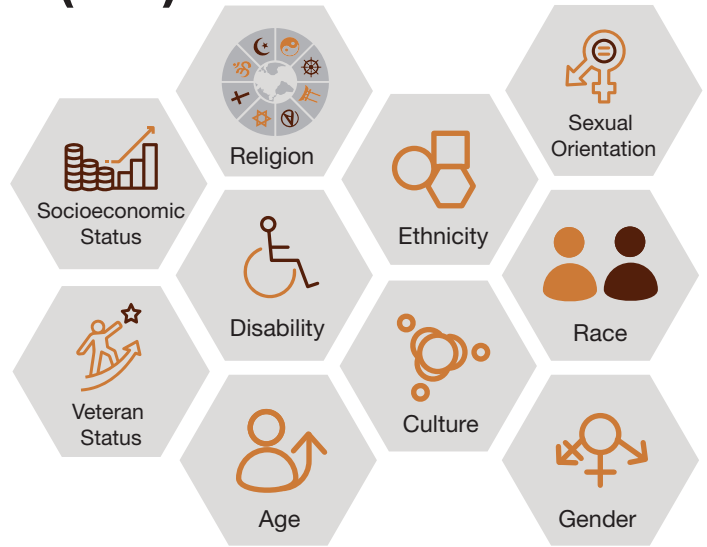 Religion
Sexual
Orientation
Socioeconomic
Status
Ethnicity
Disability
Race
Veteran
Status
Culture
Age
Gender